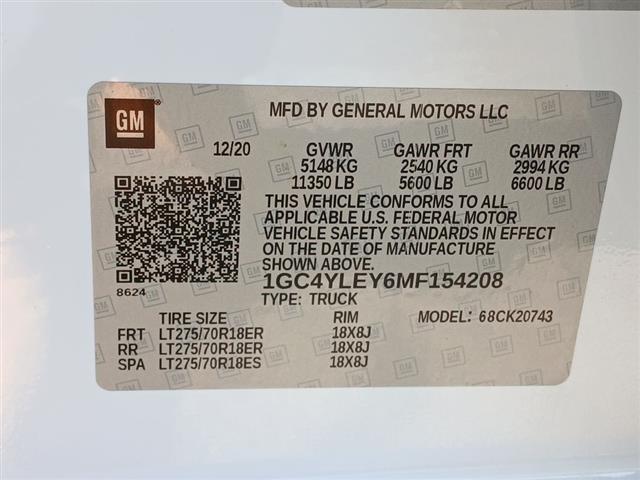 GM
MFD BY GENERAL MOTORS LLC
12/20 GVWR GAWR FRT GAWR RR
5148 KG 2540 KG 2994 KG
11350 LB 5600 LB 6600 LB
THIS VEHICLE CONFORMS TO ALL
APPLICABLE U.S. FEDERAL MOTOR
VEHICLE SAFETY STANDARDS IN EFFECT
ON THE DATE OF MANUFACTURE
SHOWN ABOVE.
8624 1GC4YLEY6MF154208
TYPE: TRUCK
TIRE SIZE RIM MODEL: 68CK20743
FRT LT275/70R18ER 18X8J
RR LT275/70R18ER 18X8J
SPA LT275/70R18ES 18X8J